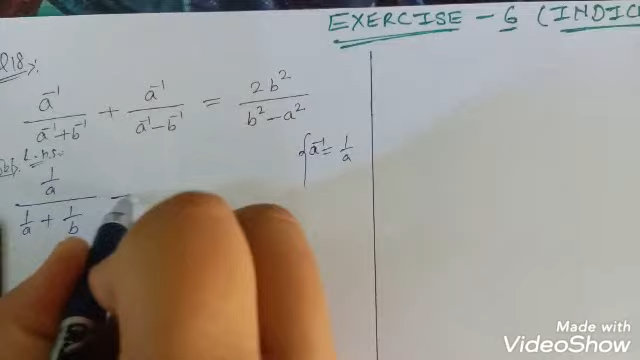 EXERCISE - 6 (INDIC
Q18:
a⁻¹/(a⁻¹+b⁻¹) + a⁻¹/(a⁻¹-b⁻¹) = 2b²/(b²-a²)
L.H.S.
{a⁻¹ = 1/a
(1/a)/(1/a + 1/b)
Made with
VideoShow